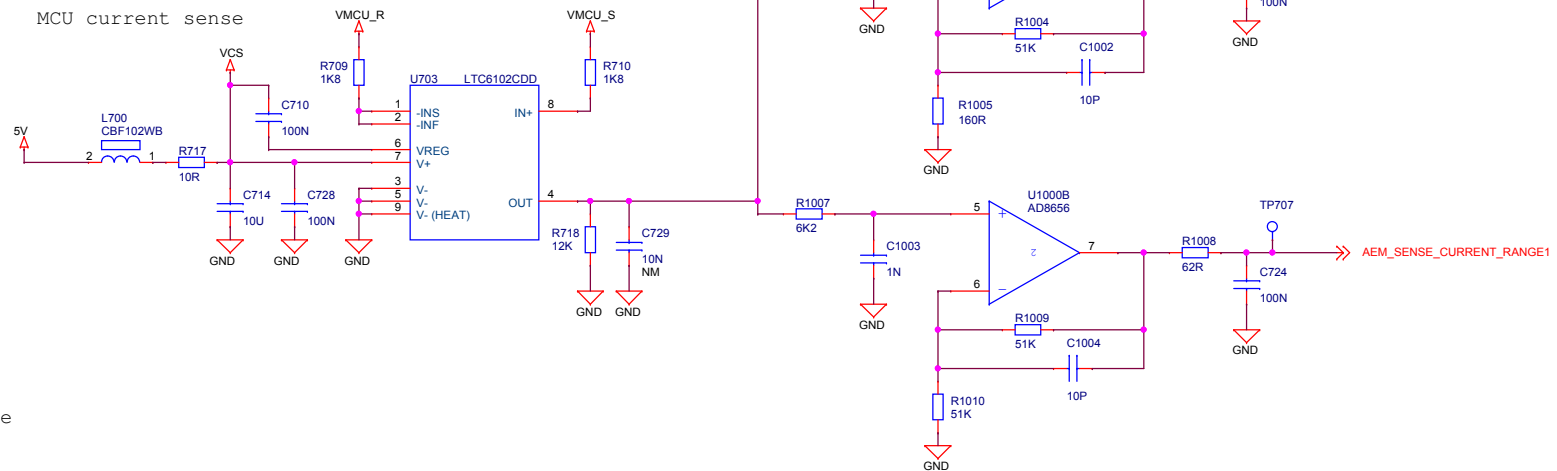 MCU current sense
VMCU_R
VMCU_S
VCS
GND
GND
100N
R1004
51K
C1002
10P
R1005
160R
GND
R709
1K8
U703
LTC6102CDD
R710
1K8
C710
100N
1
-INS
2
-INF
IN+
8
L700
CBF102WB
5V
2
1
R717
10R
6
VREG
7
V+
3
V-
5
V-
9
V- (HEAT)
OUT
4
C714
10U
C728
100N
GND
GND
GND
R718
12K
C729
10N
NM
GND
GND
R1007
6K2
C1003
1N
GND
U1000B
AD8656
5
+
2
7
6
−
R1008
62R
TP707
AEM_SENSE_CURRENT_RANGE1
C724
100N
GND
R1009
51K
C1004
10P
R1010
51K
GND
e